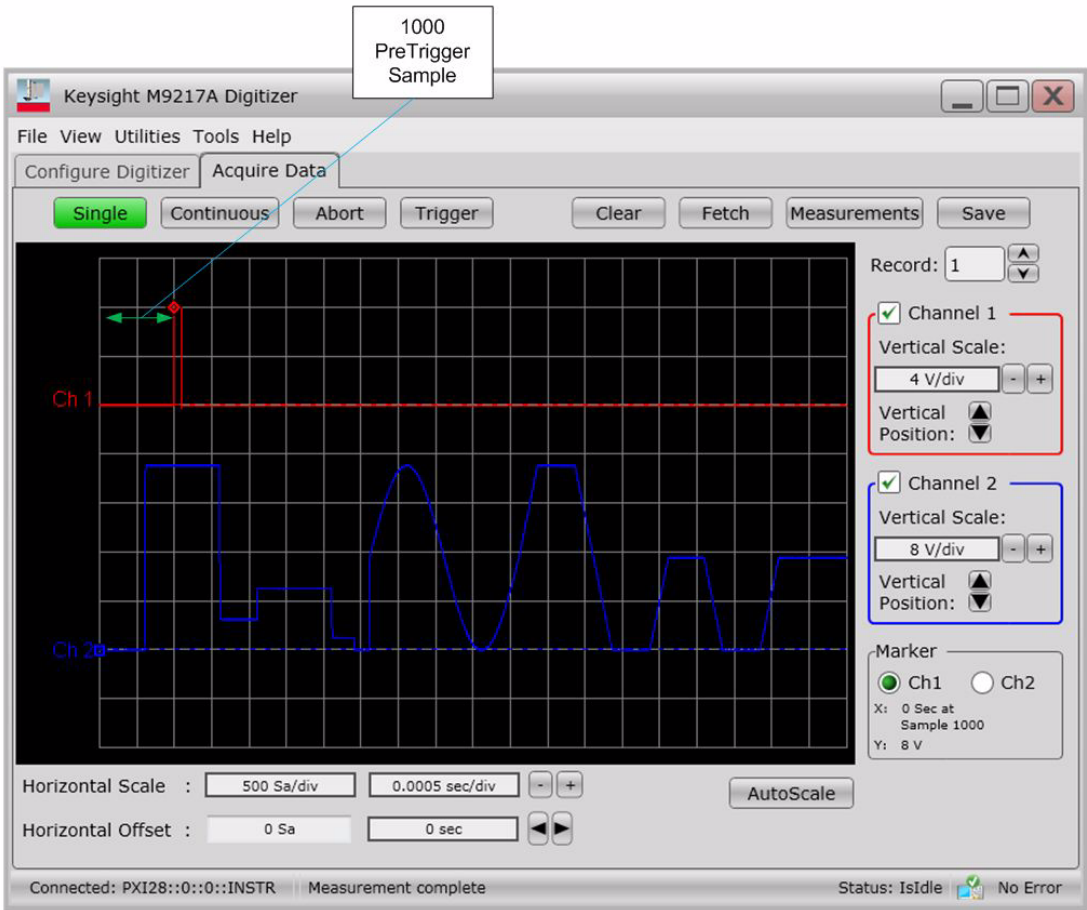 1000
PreTrigger
Sample
Keysight M9217A Digitizer
File View Utilities Tools Help
Configure Digitizer Acquire Data
Single Continuous Abort Trigger Clear Fetch Measurements Save
Record: 1
Channel 1
Vertical Scale:
4 V/div - +
Vertical
Position:
Ch 1
Channel 2
Vertical Scale:
8 V/div - +
Vertical
Position:
Ch 2
Marker
Ch1 Ch2
X: 0 Sec at
Sample 1000
Y: 8 V
Horizontal Scale : 500 Sa/div 0.0005 sec/div - +
AutoScale
Horizontal Offset : 0 Sa 0 sec
Connected: PXI28::0::0::INSTR Measurement complete Status: IsIdle No Error